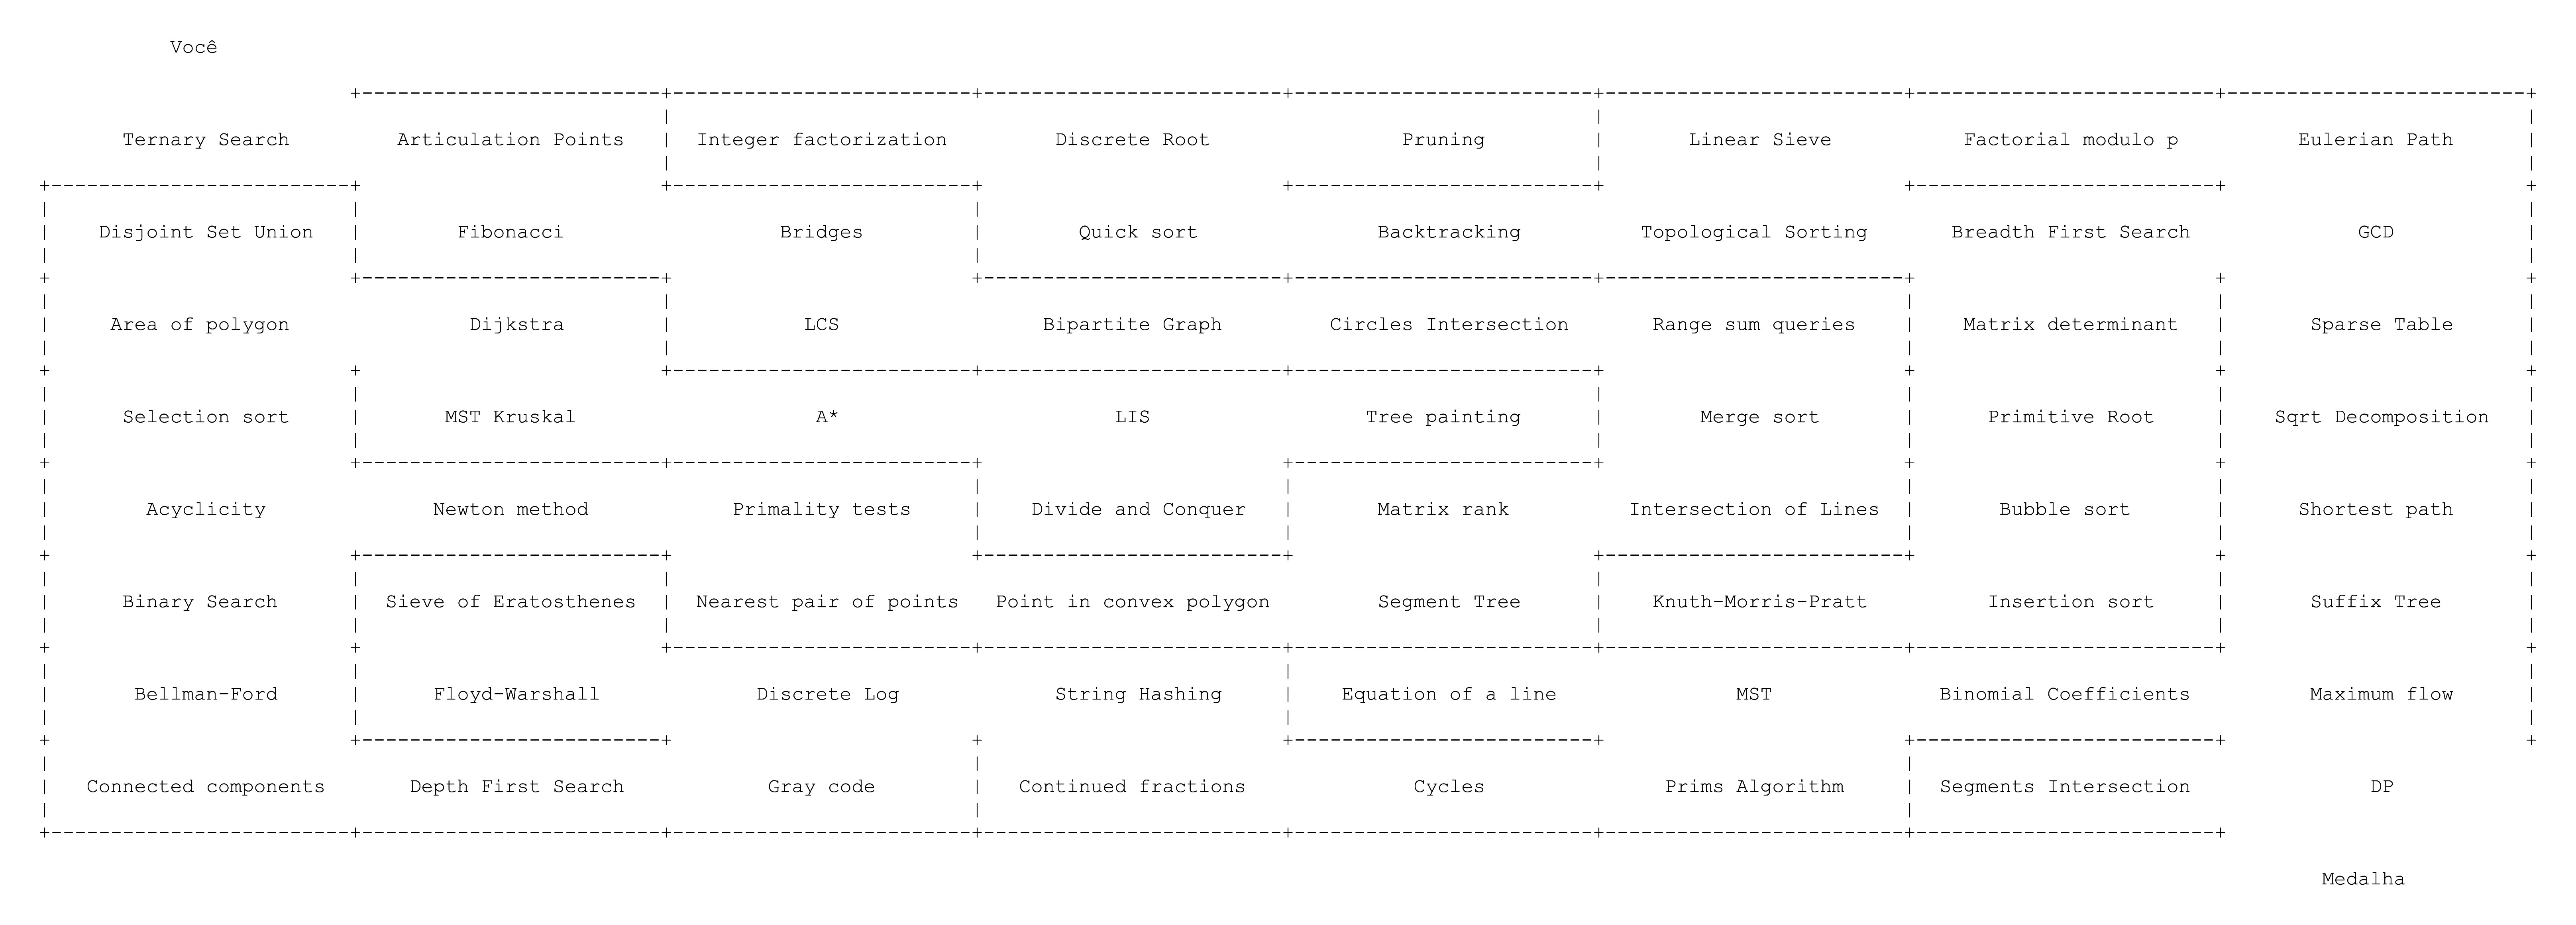 Você
Ternary Search Articulation Points Integer factorization Discrete Root Pruning Linear Sieve Factorial modulo p Eulerian Path
Disjoint Set Union Fibonacci Bridges Quick sort Backtracking Topological Sorting Breadth First Search GCD
Area of polygon Dijkstra LCS Bipartite Graph Circles Intersection Range sum queries Matrix determinant Sparse Table
Selection sort MST Kruskal A* LIS Tree painting Merge sort Primitive Root Sqrt Decomposition
Acyclicity Newton method Primality tests Divide and Conquer Matrix rank Intersection of Lines Bubble sort Shortest path
Binary Search Sieve of Eratosthenes Nearest pair of points Point in convex polygon Segment Tree Knuth-Morris-Pratt Insertion sort Suffix Tree
Bellman-Ford Floyd-Warshall Discrete Log String Hashing Equation of a line MST Binomial Coefficients Maximum flow
Connected components Depth First Search Gray code Continued fractions Cycles Prims Algorithm Segments Intersection DP
Medalha